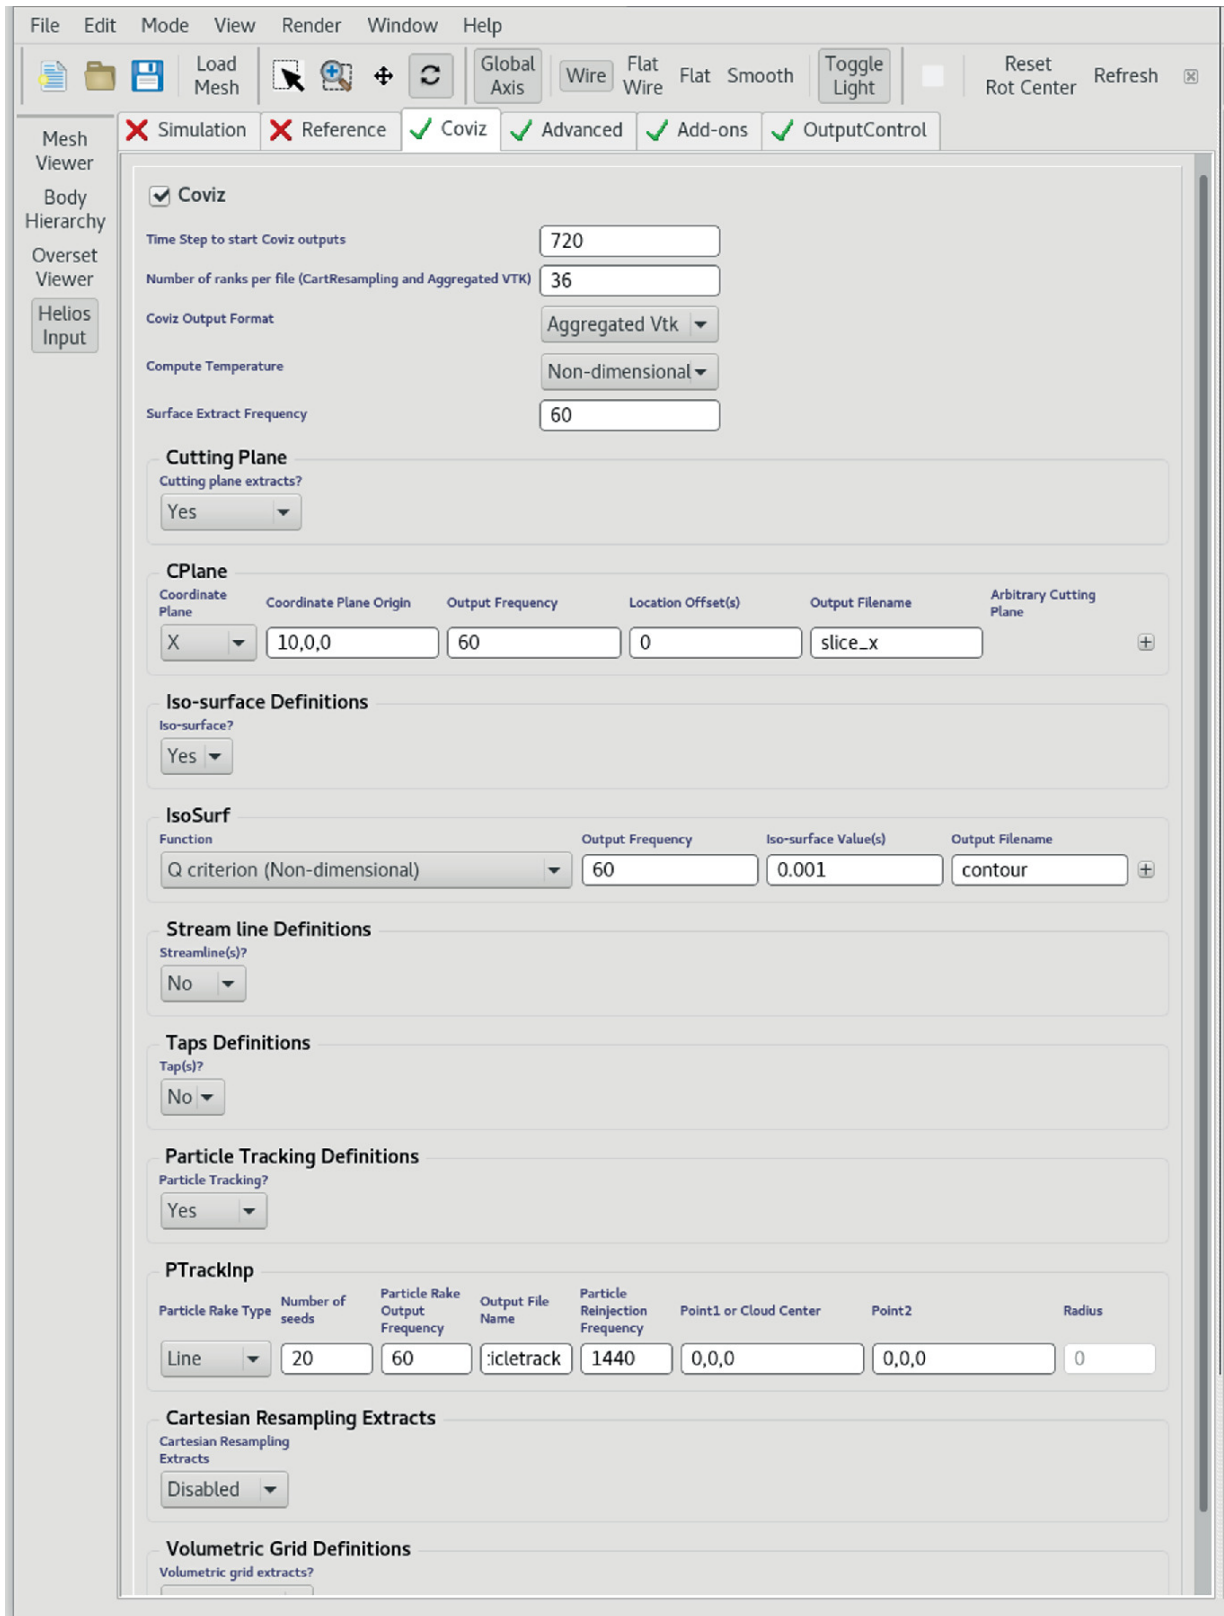 File Edit Mode View Render Window Help
Load Mesh
Global Axis
Wire
Flat Wire
Flat
Smooth
Toggle Light
Reset Rot Center
Refresh
Mesh Viewer
Body Hierarchy
Overset Viewer
Helios Input
Simulation Reference Coviz Advanced Add-ons OutputControl
Coviz
Time Step to start Coviz outputs 720
Number of ranks per file (CartResampling and Aggregated VTK) 36
Coviz Output Format Aggregated Vtk
Compute Temperature Non-dimensional
Surface Extract Frequency 60
Cutting Plane
Cutting plane extracts?
Yes
CPlane
Coordinate Plane Coordinate Plane Origin Output Frequency Location Offset(s) Output Filename Arbitrary Cutting Plane
X 10,0,0 60 0 slice_x
Iso-surface Definitions
Iso-surface?
Yes
IsoSurf
Function Output Frequency Iso-surface Value(s) Output Filename
Q criterion (Non-dimensional) 60 0.001 contour
Stream line Definitions
Streamline(s)?
No
Taps Definitions
Tap(s)?
No
Particle Tracking Definitions
Particle Tracking?
Yes
PTrackInp
Particle Rake Type Number of seeds Particle Rake Output Frequency Output File Name Particle Reinjection Frequency Point1 or Cloud Center Point2 Radius
Line 20 60 icletrack 1440 0,0,0 0,0,0 0
Cartesian Resampling Extracts
Cartesian Resampling
Extracts
Disabled
Volumetric Grid Definitions
Volumetric grid extracts?